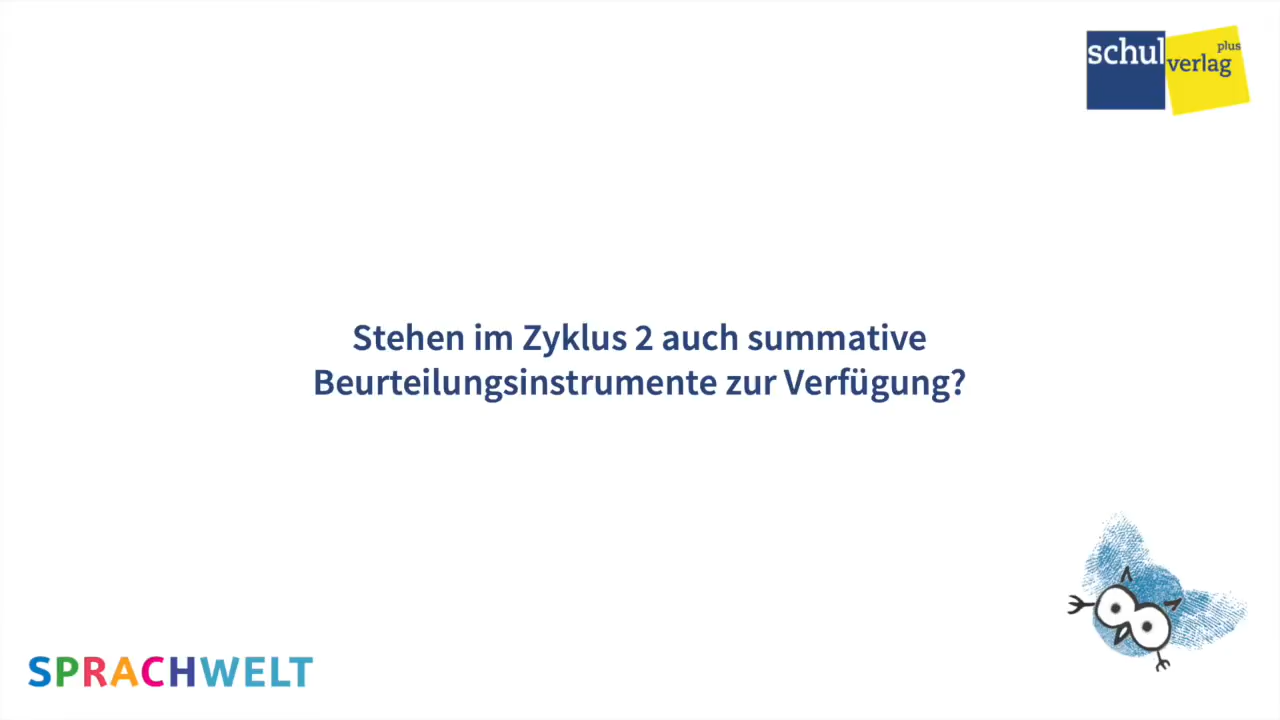 schul
plus
verlag
Stehen im Zyklus 2 auch summative
Beurteilungsinstrumente zur Verfügung?
SPRACHWELT